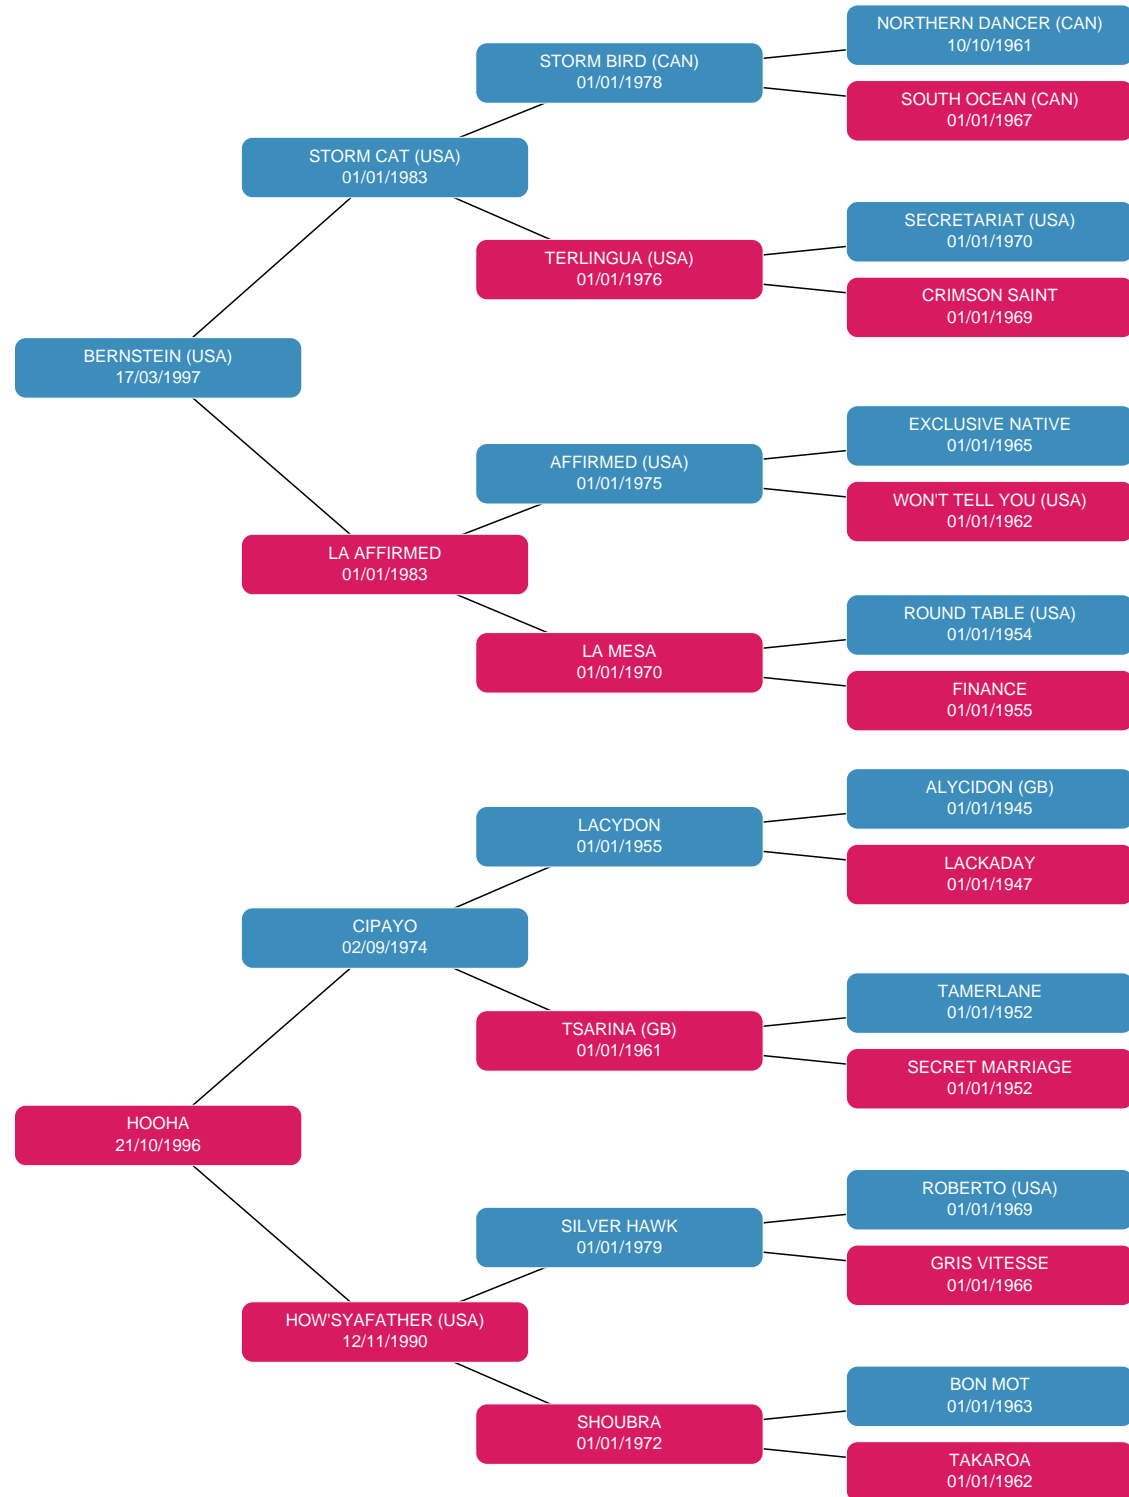 NORTHERN DANCER (CAN)
10/10/1961
STORM BIRD (CAN)
01/01/1978
SOUTH OCEAN (CAN)
01/01/1967
STORM CAT (USA)
01/01/1983
SECRETARIAT (USA)
01/01/1970
TERLINGUA (USA)
01/01/1976
CRIMSON SAINT
01/01/1969
BERNSTEIN (USA)
17/03/1997
EXCLUSIVE NATIVE
01/01/1965
AFFIRMED (USA)
01/01/1975
WON'T TELL YOU (USA)
01/01/1962
LA AFFIRMED
01/01/1983
ROUND TABLE (USA)
01/01/1954
LA MESA
01/01/1970
FINANCE
01/01/1955
ALYCIDON (GB)
01/01/1945
LACYDON
01/01/1955
LACKADAY
01/01/1947
CIPAYO
02/09/1974
TAMERLANE
01/01/1952
TSARINA (GB)
01/01/1961
SECRET MARRIAGE
01/01/1952
HOOHA
21/10/1996
ROBERTO (USA)
01/01/1969
SILVER HAWK
01/01/1979
GRIS VITESSE
01/01/1966
HOW'SYAFATHER (USA)
12/11/1990
BON MOT
01/01/1963
SHOUBRA
01/01/1972
TAKAROA
01/01/1962